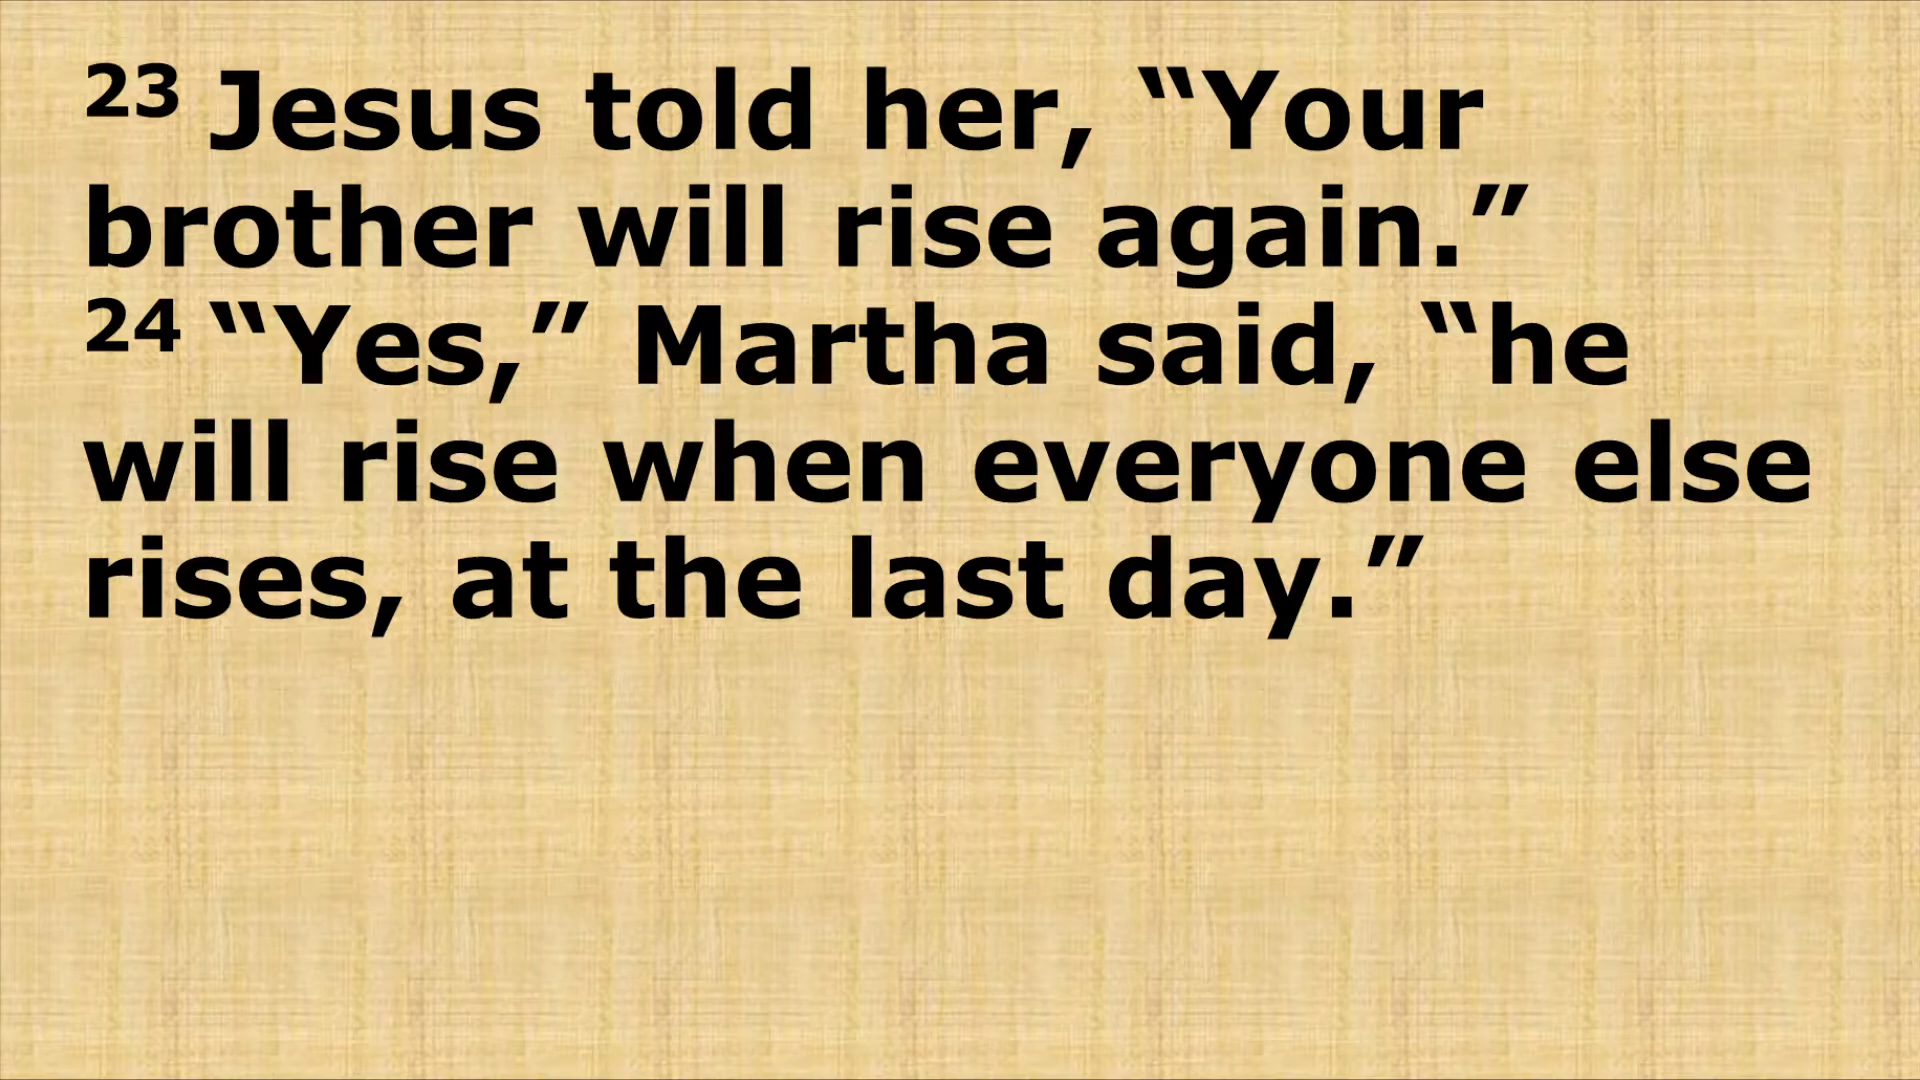 23 Jesus told her, “Your
brother will rise again.”
24 “Yes,” Martha said, “he
will rise when everyone else
rises, at the last day.”